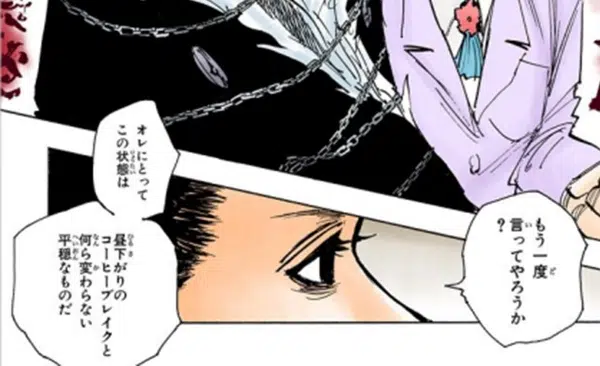 もう一度
言ってやろうか
?
オレにとって
この状態は
昼下がりの
コーヒーブレイクと
何ら変わらない
平穏なものだ